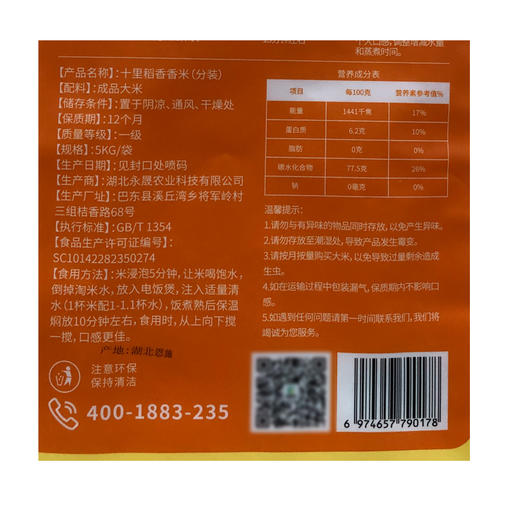 【产品名称】：十里稻香香米(分装)
【配料】：成品大米
【储存条件】：置于阴凉、通风、干燥处
【保质期】：12个月
【质量等级】：一级
【规格】：5KG/袋
【生产日期】：见封口处喷码
【生产商】：湖北永晟农业科技有限公司
【生产厂址】：巴东县溪丘湾乡将军岭村
三组桔香路68号
【执行标准】：GB/T 1354
【食品生产许可证编号】：
SC10142282350274
【食用方法】：米浸泡5分钟，让米喝饱水，
倒掉淘米水，放入电饭煲，注入适量清
水(1杯米配1-1.1杯水)，饭煮熟后保温
焖放10分钟左右，食用时，从上向下搅
一搅，口感更佳。
产地：湖北恩施
注意环保
保持清洁
400-1883-235
个人口感，调整增减水量
和蒸煮时间。
营养成分表
项目 每100克 营养素参考值%
能量 1441千焦 17%
蛋白质 6.2克 10%
脂肪 0克 0%
碳水化合物 77.5克 26%
钠 0毫克 0%
温馨提示：
1.请勿与有异味的物品同时存放，以免产生异味。
2.请勿存放至潮湿处，导致产品发生霉变。
3.请按月按量购买大米，以免导致过量剩余造成
生虫。
4.如在运输过程中包装漏气，保质期内不影响口
感。
5.如遇到任何问题请第一时间联系我们，我们将
竭诚为您服务。
6 974657 790178